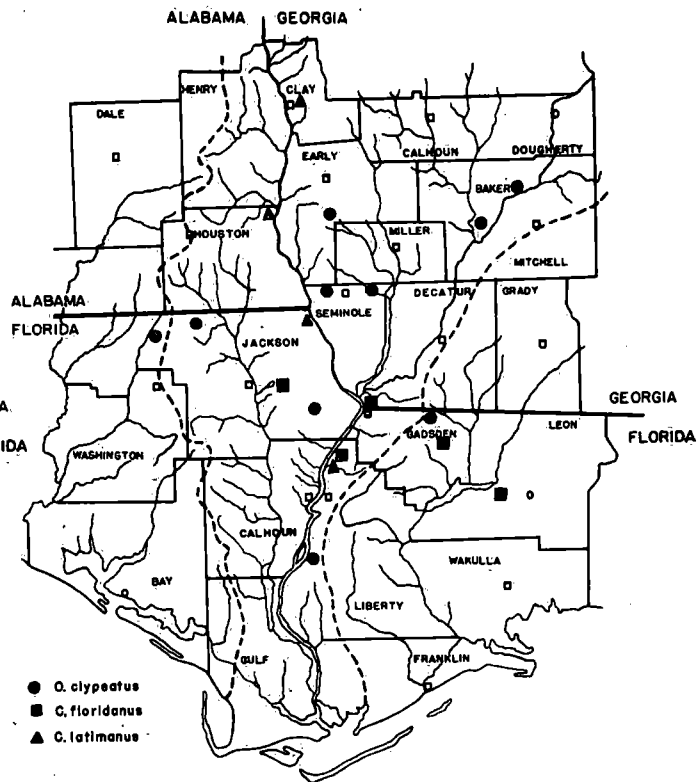 ALABAMA GEORGIA
HENRY
CLAY
DALE
CALHOUN
DOUGHERTY
EARLY
BAKER
HOUSTON
MILLER
MITCHELL
DECATUR
GRADY
ALABAMA
FLORIDA
SEMINOLE
JACKSON
GEORGIA
FLORIDA
A.
IDA
WASHINGTON
GADSDEN
LEON
CALHOUN
BAY
WAKULLA
LIBERTY
GULF
FRANKLIN
O. clypeatus
C. floridanus
C. latimanus